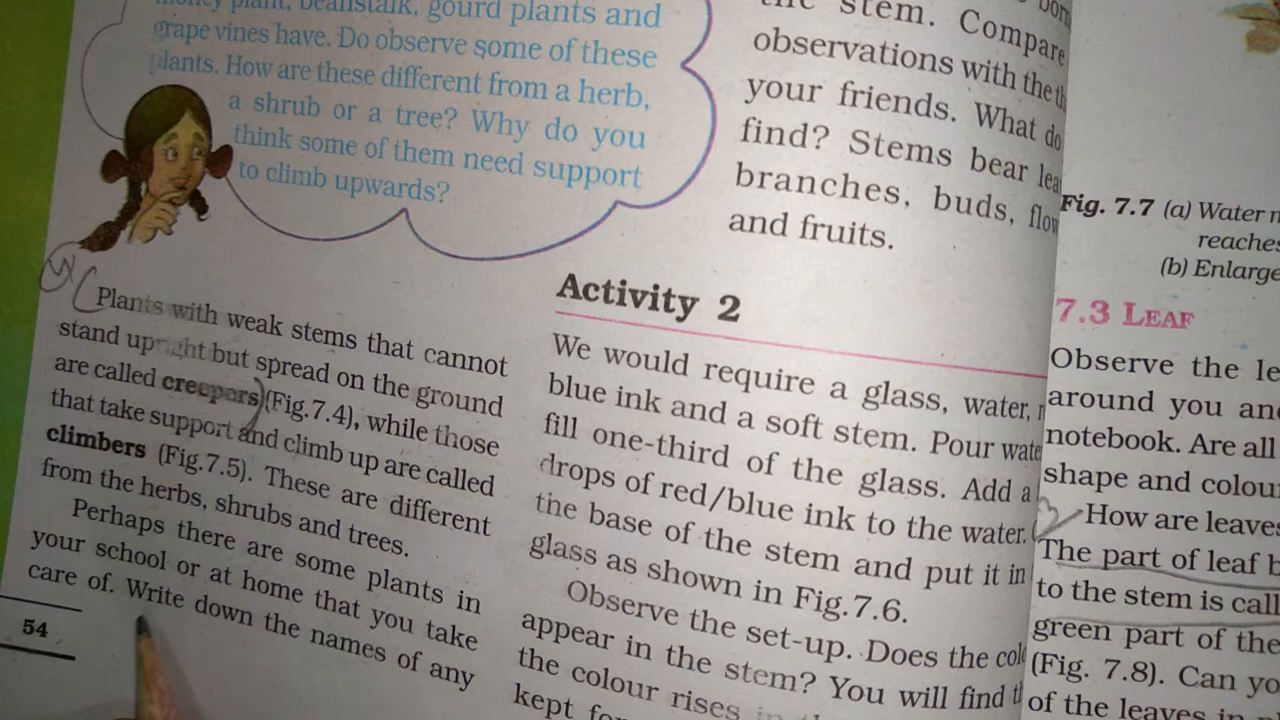 money plant, beanstalk, gourd plants and
grape vines have. Do observe some of these
plants. How are these different from a herb,
a shrub or a tree? Why do you
think some of them need support
to climb upwards?
Plants with weak stems that cannot
stand upright but spread on the ground
are called creepers (Fig.7.4), while those
that take support and climb up are called
climbers (Fig.7.5). These are different
from the herbs, shrubs and trees.
Perhaps there are some plants in
your school or at home that you take
care of. Write down the names of any
54
the stem. Compare
observations with the
your friends. What do
find? Stems bear
branches, buds,
and fruits.
Activity 2
We would require a glass, water,
blue ink and a soft stem. Pour
fill one-third of the glass. Add a
drops of red/blue ink to the water.
the base of the stem and put it in
glass as shown in Fig.7.6.
Observe the set-up. Does the
appear in the stem? You will find
the colour rises in
kept
Fig. 7.7 (a) Water
reaches
(b)
7.3 LEAF
Observe the
around you
notebook. Are all
shape and
How are
The part of leaf
to the stem is
green part of the
(Fig. 7.8). Can
of the leaves in